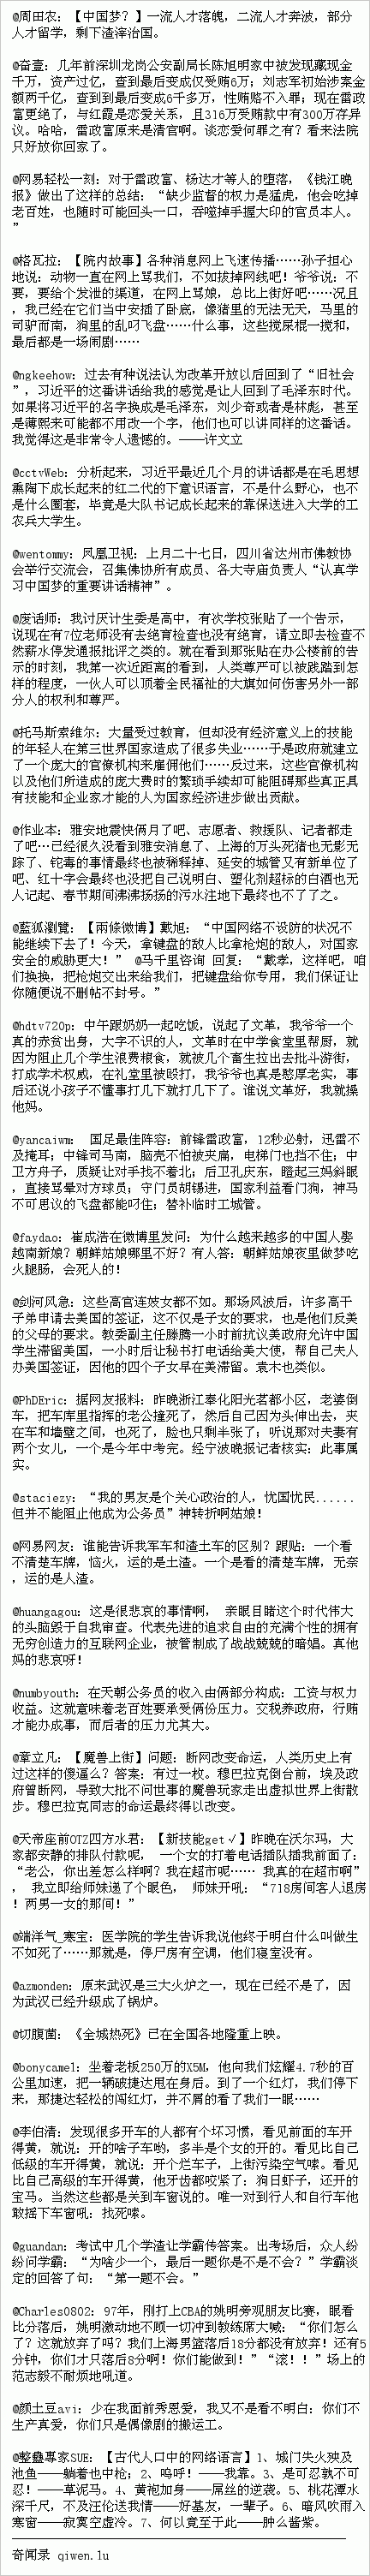 @周田农：【中国梦？】一流人才落魄，二流人才奔波，部分
人才留学，剩下渣滓治国。
@奋壹：几年前深圳龙岗公安副局长陈旭明家中被发现藏现金
千万，资产过亿，查到最后变成仅受贿6万；刘志军初始涉案金
额两千亿，查到到最后变成6千多万，性贿赂不入罪；现在雷政
富更绝了，与红霞是恋爱关系，且316万受贿款中有300万存异
议。哈哈，雷政富原来是清官啊。谈恋爱何罪之有？看来法院
只好放你回家了。
@网易轻松一刻：对于雷政富、杨达才等人的堕落，《钱江晚
报》做出了这样的总结：“缺少监督的权力是猛虎，他会吃掉
老百姓，也随时可能回头一口，吞噬掉手握大印的官员本人。
”
@格瓦拉：【院内故事】各种消息网上飞速传播……孙子担心
地说：动物一直在网上骂我们，不如拔掉网线吧！爷爷说：不
要，要给个发泄的渠道，在网上骂娘，总比上街好吧……况且
，我已经在它们当中安插了卧底，像猪里的无法无天，马里的
司驴而南，狗里的乱叼飞盘……什么事，这些搅屎棍一搅和，
最后都是一场闹剧……
@ngkeehow：过去有种说法认为改革开放以后回到了“旧社会
”，习近平的这番讲话给我的感觉是让人回到了毛泽东时代。
如果将习近平的名字换成是毛泽东，刘少奇或者是林彪，甚至
是薄熙来可能都不用改一个字，他们也可以讲同样的这番话。
我觉得这是非常令人遗憾的。——许文立
@cctvWeb：分析起来，习近平最近几个月的讲话都是在毛思想
熏陶下成长起来的红二代的下意识语言，不是什么野心，也不
是什么圈套，毕竟是大队书记成长起来的靠保送进入大学的工
农兵大学生。
@wentommy：凤凰卫视：上月二十七日，四川省达州市佛教协
会举行交流会，召集佛协所有成员、各大寺庙负责人“认真学
习中国梦的重要讲话精神”。
@废话师：我讨厌计生委是高中，有次学校张贴了一个告示，
说现在有7位老师没有去绝育检查也没有绝育，请立即去检查不
然薪水停发通报批评之类的。就在看到那张贴在办公楼前的告
示的时刻，我第一次近距离的看到，人类尊严可以被践踏到怎
样的程度，一伙人可以顶着全民福祉的大旗如何伤害另外一部
分人的权利和尊严。
@托马斯索维尔：大量受过教育，但却没有经济意义上的技能
的年轻人在第三世界国家造成了很多失业……于是政府就建立
了一个庞大的官僚机构来雇佣他们……反过来，这些官僚机构
以及他们所造成的庞大费时的繁琐手续却可能阻碍那些真正具
有技能和企业家才能的人为国家经济进步做出贡献。
@作业本：雅安地震快俩月了吧、志愿者、救援队、记者都走
了吧…已经很久没看到雅安消息了、上海的万头死猪也无影无
踪了、铊毒的事情最终也被稀释掉、延安的城管又有新单位了
吧、红十字会最终也没把自己说明白、塑化剂超标的白酒也无
人记起、春节期间沸沸扬扬的污水注地下最终也不了了之。
@藍狐瀏覽：【兩條微博】戴旭：“中国网络不设防的状况不
能继续下去了！今天，拿键盘的敌人比拿枪炮的敌人，对国家
安全的威胁更大！” @马千里咨询 回复：“戴孝，这样吧，咱
们换换，把枪炮交出来给我们，把键盘给你专用，我们保证让
你随便说不删帖不封号。”
@hdtv720p：中午跟奶奶一起吃饭，说起了文革，我爷爷一个
真的赤贫出身，大字不识的人，文革时在中学食堂里帮厨，就
因为阻止几个学生浪费粮食，就被几个畜生拉出去批斗游街，
打成学术权威，在礼堂里被殴打，我爷爷也真是憨厚老实，事
后还说小孩子不懂事打几下就打几下了。谁说文革好，我就操
他妈。
@yancaiwm： 国足最佳阵容：前锋雷政富，12秒必射，迅雷不
及掩耳；中锋司马南，脑壳不怕被夹痛，电梯门也挡不住；中
卫方舟子，质疑让对手找不着北；后卫孔庆东，瞪起三妈斜眼
，直接骂晕对方球员；守门员胡锡进，国家利益看门狗，神马
不可思议的飞盘都能叼住；替补临时工城管。
@faydao：崔成浩在微博里发问：为什么越来越多的中国人娶
越南新娘？朝鲜姑娘哪里不好？有人答：朝鲜姑娘夜里做梦吃
火腿肠，会死人的！
@剑河风急：这些高官连妓女都不如。那场风波后，许多高干
子弟申请去美国的签证，这不仅是子女的要求，也是他们反美
的父母的要求。教委副主任滕腾一小时前抗议美政府允许中国
学生滞留美国，一小时后让秘书打电话给美大使，帮自己夫人
办美国签证，因他的四个子女早在美滞留。袁木也类似。
@PhDEric：据网友报料：昨晚浙江奉化阳光茗都小区，老婆倒
车，把车库里指挥的老公撞死了，然后自己因为头伸出去，夹
在车和墙壁之间，也死了，脸也只剩半张了；听说那对夫妻有
两个女儿，一个是今年中考完。经宁波晚报记者核实：此事属
实。
@staciezy：“我的男友是个关心政治的人，忧国忧民......
但并不能阻止他成为公务员”神转折啊姑娘！
@网易网友：谁能告诉我军车和渣土车的区别？跟贴：一个看
不清楚车牌，恼火，运的是土渣。一个是看的清楚车牌，无奈
，运的是人渣。
@huangagou：这是很悲哀的事情啊， 亲眼目睹这个时代伟大
的头脑毁于自我审查。代表先进的追求自由的充满个性的拥有
无穷创造力的互联网企业，被管制成了战战兢兢的暗娼。真他
妈的悲哀呀！
@numbyouth：在天朝公务员的收入由俩部分构成：工资与权力
收益。这就意味着老百姓要承受俩份压力。交税养政府，行贿
才能办成事，而后者的压力尤其大。
@章立凡：【魔兽上街】问题：断网改变命运，人类历史上有
过这样的傻逼么？答案：有过一枚。穆巴拉克倒台前，埃及政
府曾断网，导致大批不问世事的魔兽玩家走出虚拟世界上街散
步。穆巴拉克同志的命运最终得以改变。
@天帝座前OTZ四方水君：【新技能get√】昨晚在沃尔玛，大
家都安静的排队付款呢， 一个女的打着电话插队插我前面了：
“老公，你出差怎么样啊？我在超市呢…… 我真的在超市啊”
， 我立即给师妹递了个眼色， 师妹开吼：“718房间客人退房
！两男一女的那间！”
@端洋气_寒宝：医学院的学生告诉我说他终于明白什么叫做生
不如死了……那就是，停尸房有空调，他们寝室没有。
@azmonden：原来武汉是三大火炉之一，现在已经不是了，因
为武汉已经升级成了锅炉。
@切腹菌：《全城热死》已在全国各地隆重上映。
@bonycamel：坐着老板250万的X5M，他向我们炫耀4.7秒的百
公里加速，把一辆破捷达甩在身后。到了一个红灯，我们停下
来，那捷达轻松的闯红灯，并不屑的看了我们一眼……
@李伯清：发现很多开车的人都有个坏习惯，看见前面的车开
得黄，就说：开的啥子车哟，多半是个女的开的。看见比自己
低级的车开得黄，就说：开个烂车子，上街污染空气嗦。看见
比自己高级的车开得黄，他牙齿都咬紧了：狗日虾子，还开的
宝马。当然这些都是关到车窗说的。唯一对到行人和自行车他
敢摇下车窗吼：找死嗦。
@guandan：考试中几个学渣让学霸传答案。出考场后，众人纷
纷问学霸：“为啥少一个，最后一题你是不是不会？”学霸淡
定的回答了句：“第一题不会。”
@Charles0802：97年，刚打上CBA的姚明旁观朋友比赛，眼看
比分落后，姚明激动地不顾一切冲到教练席大喊：“你们怎么
了？这就放弃了吗？我们上海男篮落后18分都没有放弃！还有5
分钟，你们才只落后8分啊！你们能做到！”“滚！！”场上的
范志毅不耐烦地吼道。
@颜土豆avi：少在我面前秀恩爱，我又不是看不明白：你们不
生产真爱，你们只是偶像剧的搬运工。
@整蠱專家SUE：【古代人口中的网络语言】1、城门失火殃及
池鱼——躺着也中枪；2、呜呼！——我靠。3、是可忍孰不可
忍！——草泥马。4、黄袍加身——屌丝的逆袭。5、桃花潭水
深千尺，不及汪伦送我情——好基友，一辈子。6、暗风吹雨入
寒窗——寂寞空虚冷。7、何以竟至于此——肿么酱紫。
奇闻录 qiwen.lu